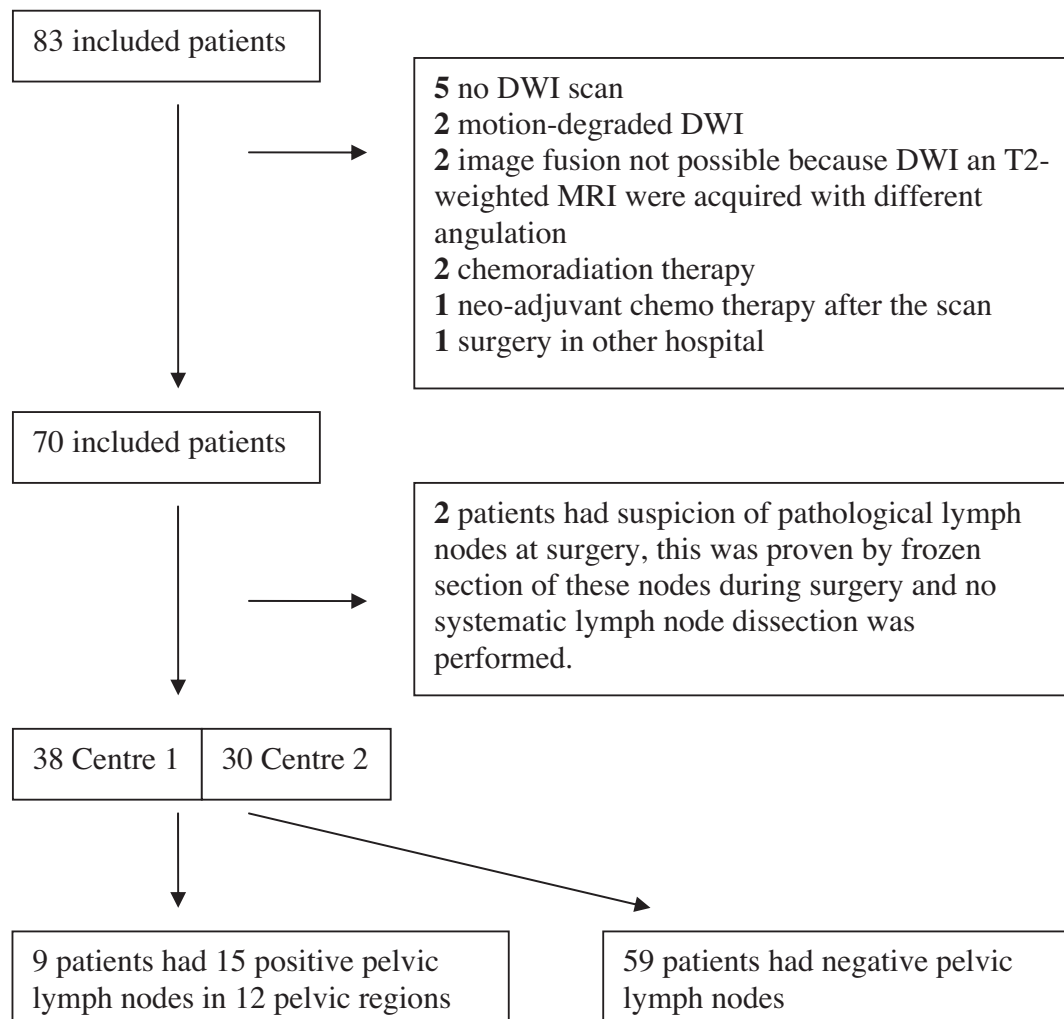 83 included patients
5 no DWI scan
2 motion-degraded DWI
2 image fusion not possible because DWI an T2-
weighted MRI were acquired with different
angulation
2 chemoradiation therapy
1 neo-adjuvant chemo therapy after the scan
1 surgery in other hospital
70 included patients
2 patients had suspicion of pathological lymph
nodes at surgery, this was proven by frozen
section of these nodes during surgery and no
systematic lymph node dissection was
performed.
38 Centre 1
30 Centre 2
9 patients had 15 positive pelvic
lymph nodes in 12 pelvic regions
59 patients had negative pelvic
lymph nodes